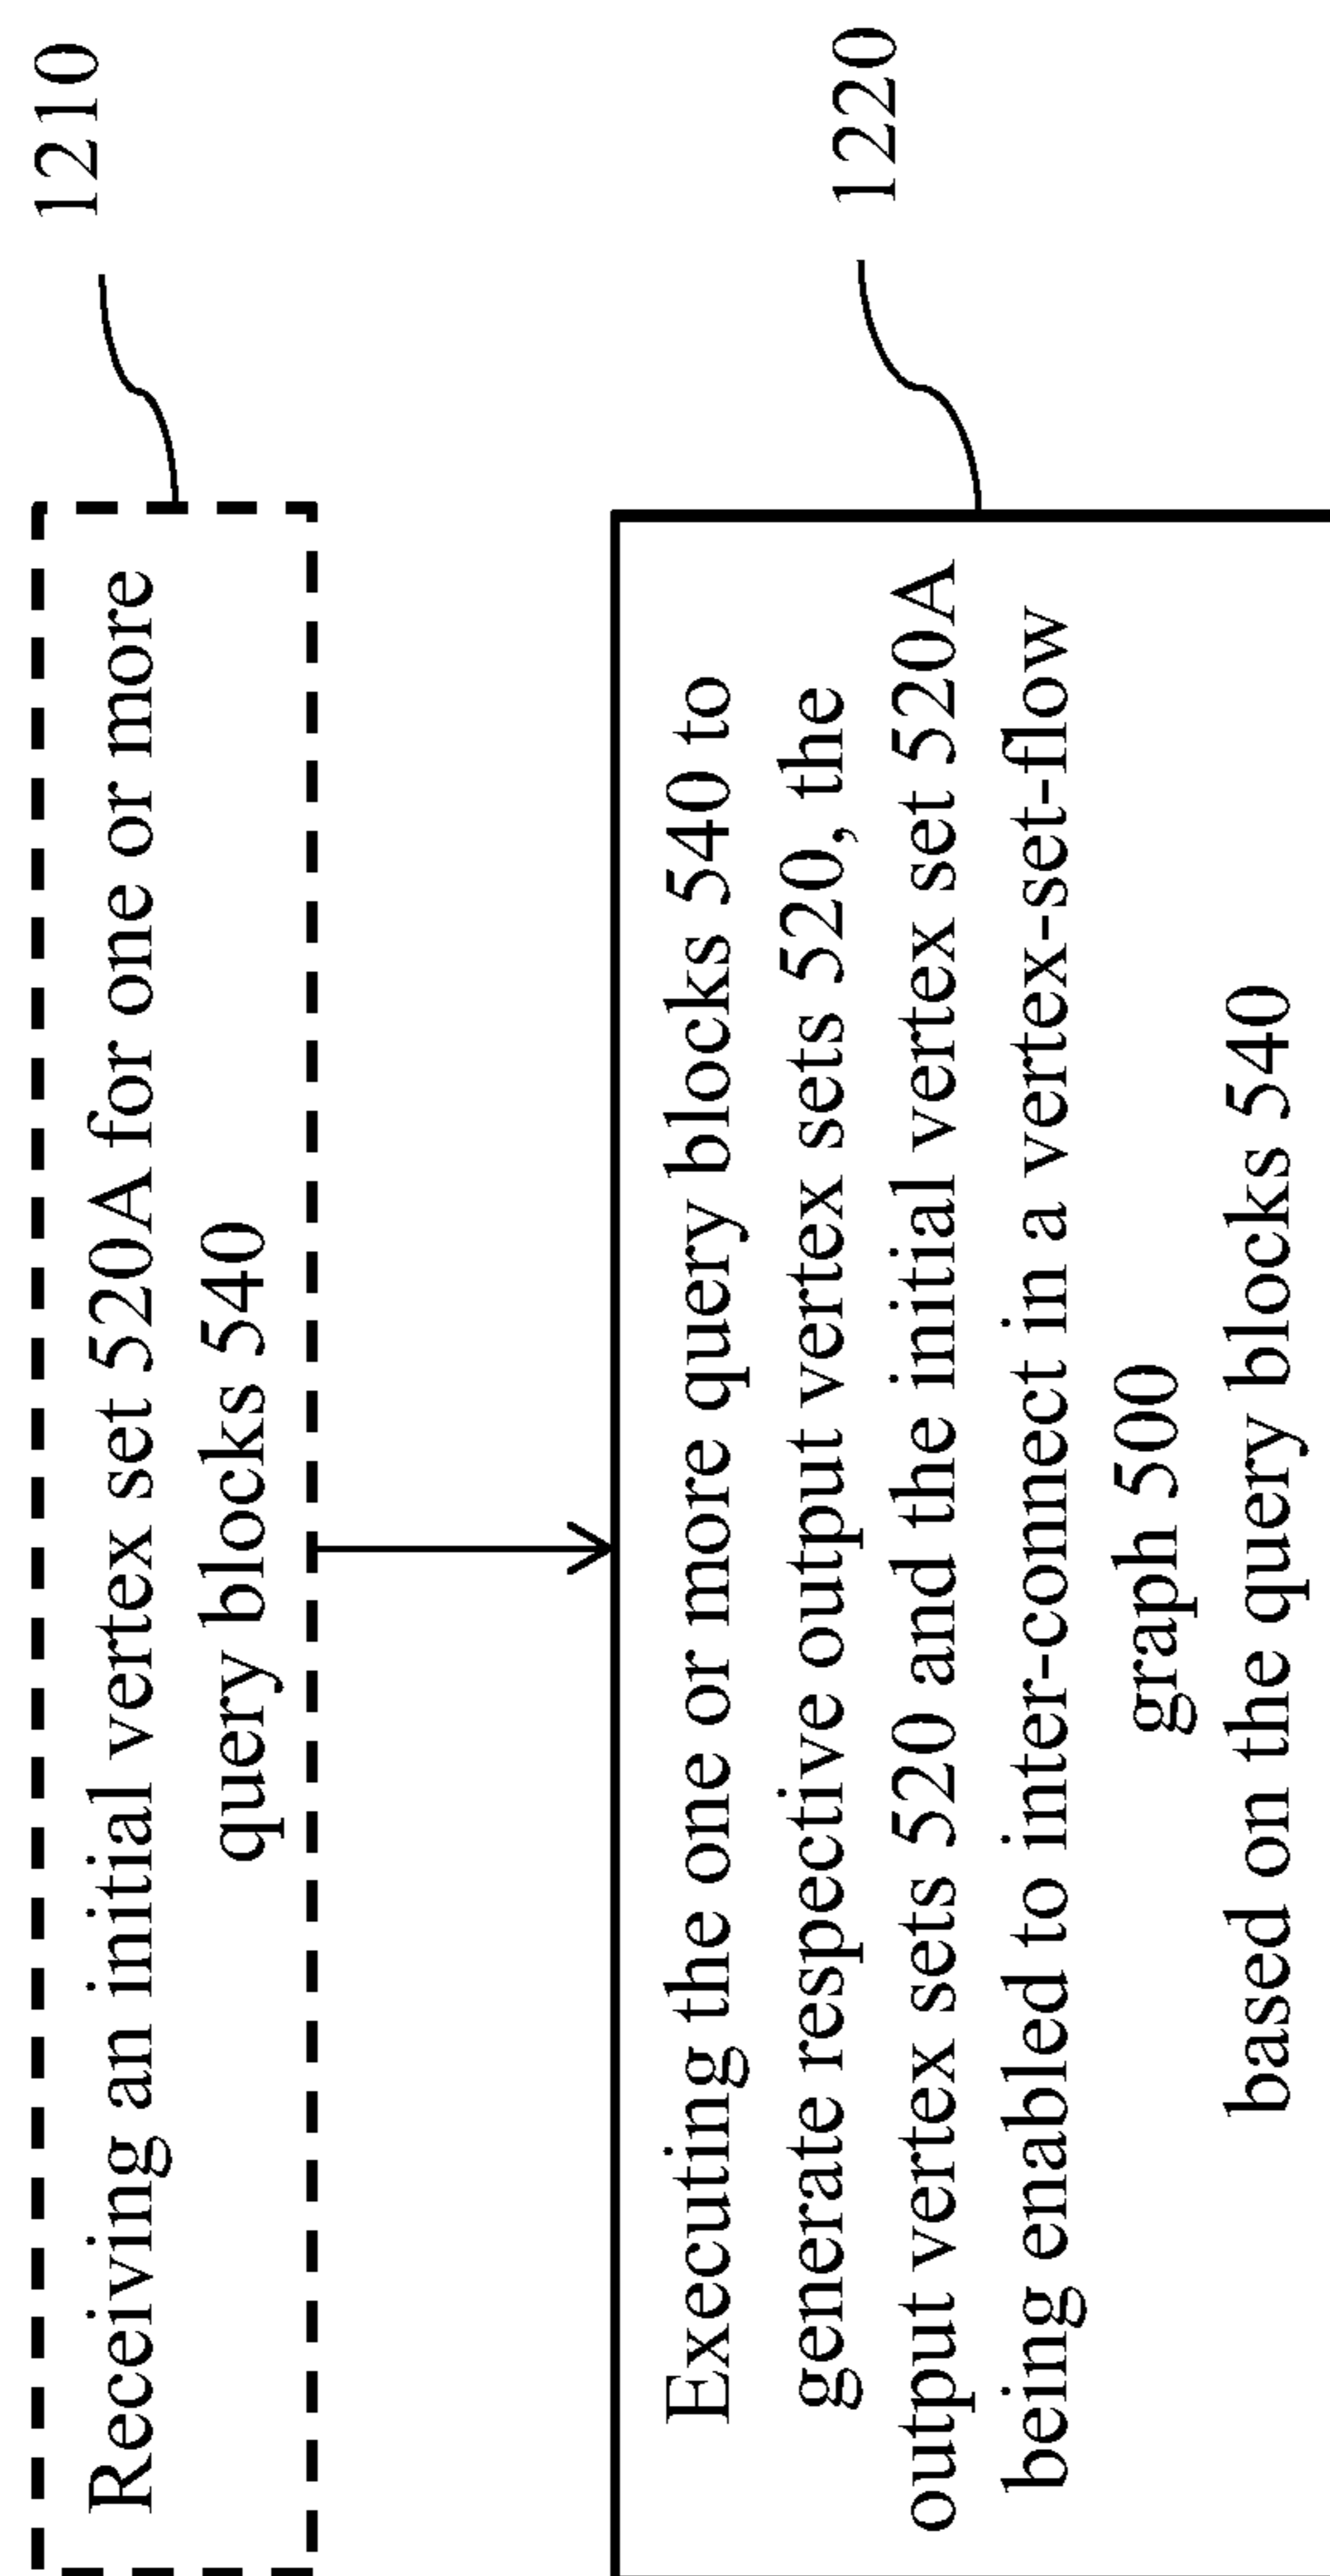 Receiving an initial vertex set 520A for one or more
query blocks 540
1210
Executing the one or more query blocks 540 to
generate respective output vertex sets 520, the
output vertex sets 520 and the initial vertex set 520A
being enabled to inter-connect in a vertex-set-flow
graph 500
based on the query blocks 540
1220